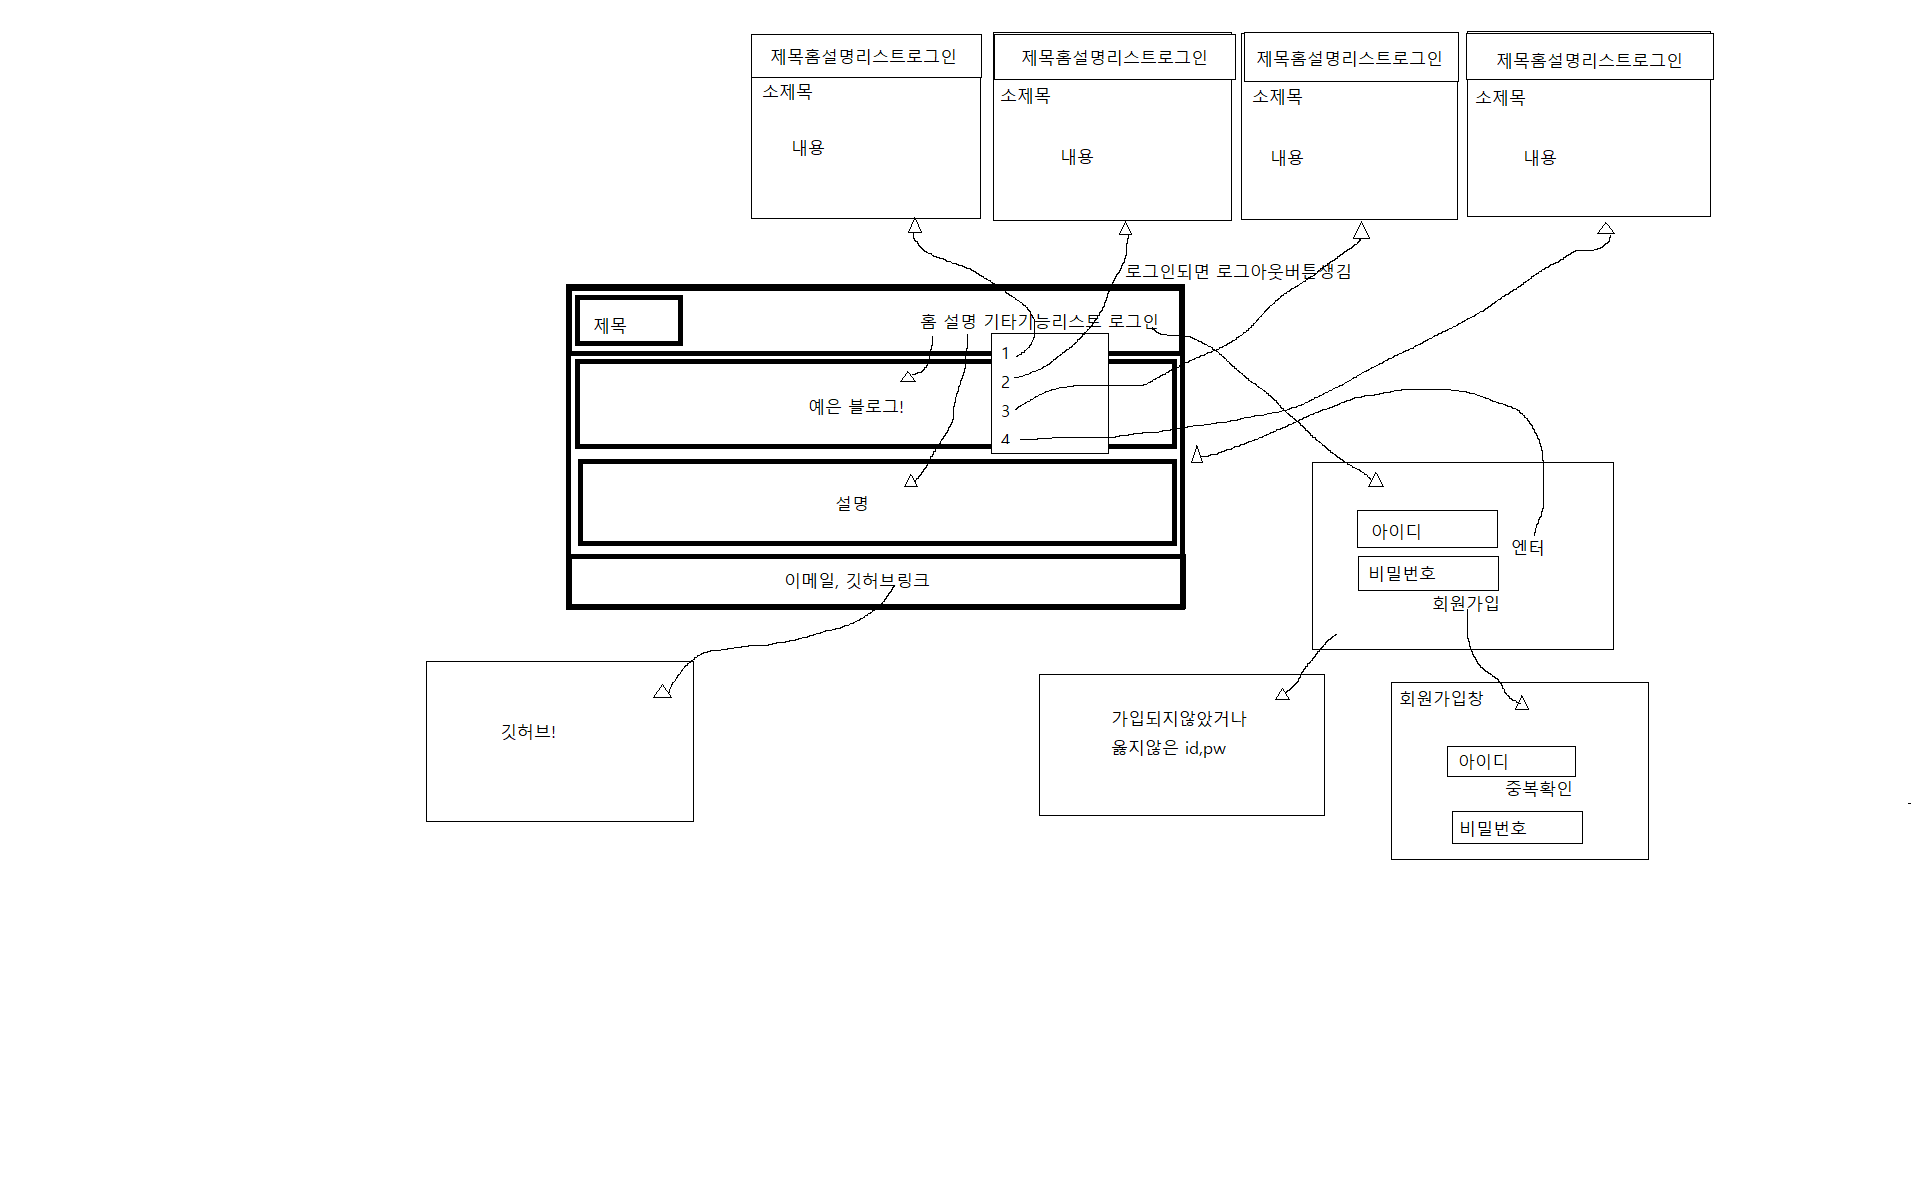 제목홈설명리스트로그인
소제목
내용
제목홈설명리스트로그인
소제목
내용
제목홈설명리스트로그인
소제목
내용
제목홈설명리스트로그인
소제목
내용
로그인되면 로그아웃버튼생김
제목
홈 설명 기타기능리스트 로그인
1
2
3
4
예은 블로그!
설명
이메일, 깃허브링크
아이디
엔터
비밀번호
회원가입
깃허브!
가입되지않았거나
옳지않은 id,pw
회원가입창
아이디
중복확인
비밀번호